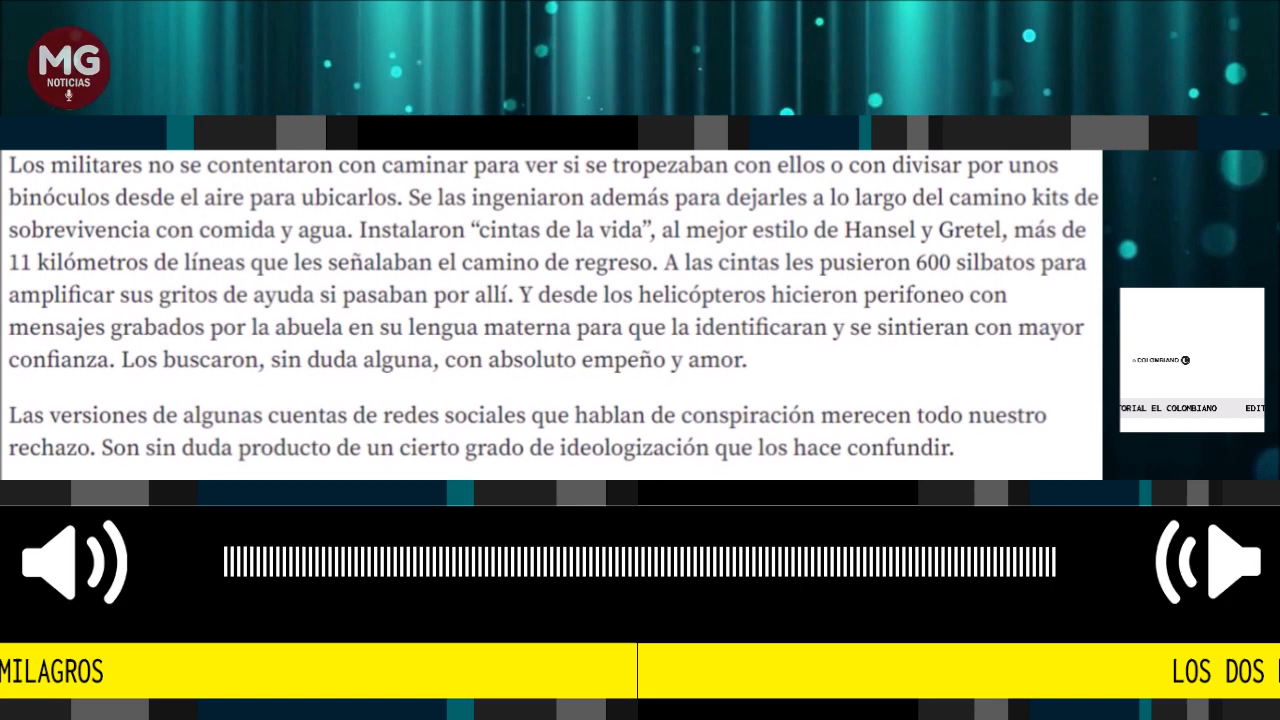 MG
NOTICIAS
Los militares no se contentaron con caminar para ver si se tropezaban con ellos o con divisar por unos
binóculos desde el aire para ubicarlos. Se las ingeniaron además para dejarles a lo largo del camino kits de
sobrevivencia con comida y agua. Instalaron “cintas de la vida”, al mejor estilo de Hansel y Gretel, más de
11 kilómetros de líneas que les señalaban el camino de regreso. A las cintas les pusieron 600 silbatos para
amplificar sus gritos de ayuda si pasaban por allí. Y desde los helicópteros hicieron perifoneo con
mensajes grabados por la abuela en su lengua materna para que la identificaran y se sintieran con mayor
confianza. Los buscaron, sin duda alguna, con absoluto empeño y amor.
Las versiones de algunas cuentas de redes sociales que hablan de conspiración merecen todo nuestro
rechazo. Son sin duda producto de un cierto grado de ideologización que los hace confundir.
COLOMBIANO
TORIAL EL COLOMBIANO EDIT
MILAGROS
LOS DOS